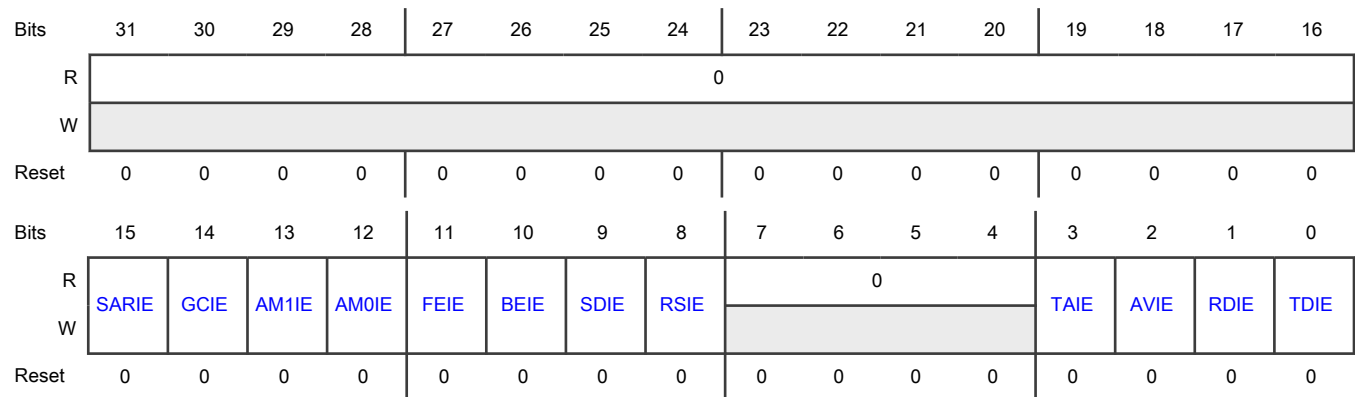 Bits 31 30 29 28 27 26 25 24 23 22 21 20 19 18 17 16
R 0
W
Reset 0 0 0 0 0 0 0 0 0 0 0 0 0 0 0 0
Bits 15 14 13 12 11 10 9 8 7 6 5 4 3 2 1 0
R 0
SARIE GCIE AM1IE AM0IE FEIE BEIE SDIE RSIE TAIE AVIE RDIE TDIE
W
Reset 0 0 0 0 0 0 0 0 0 0 0 0 0 0 0 0